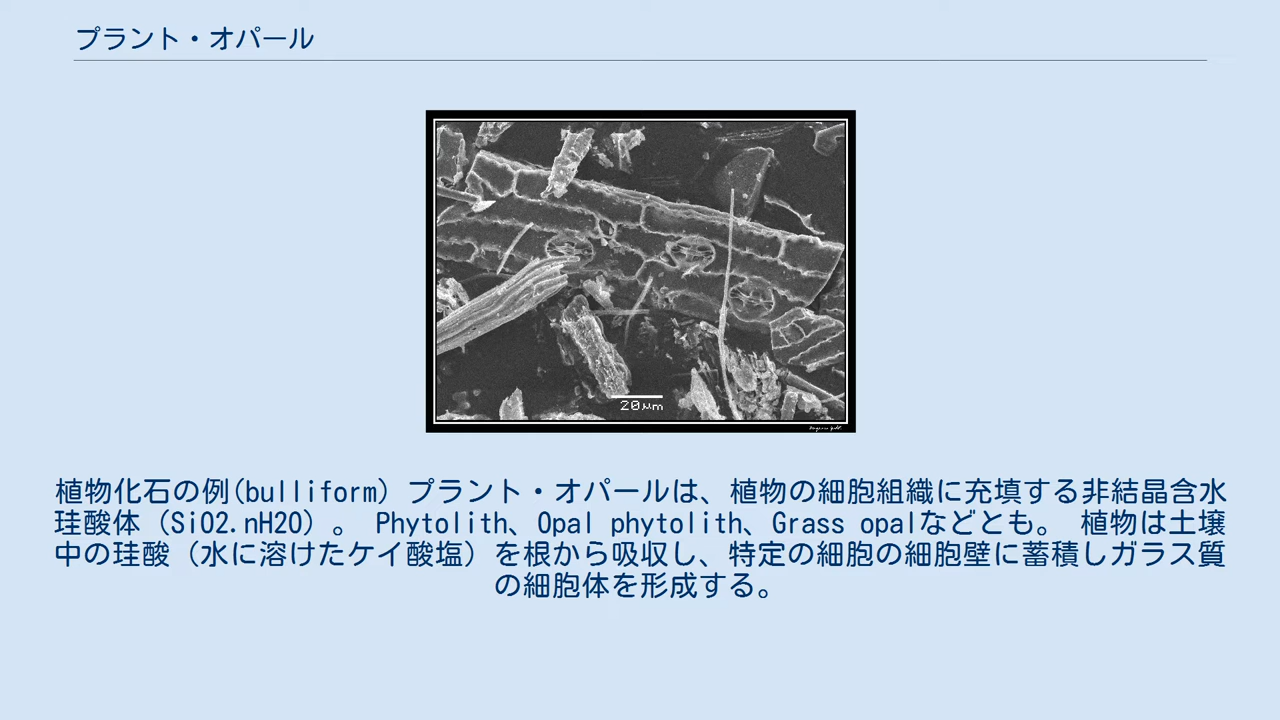 プラント・オパール
20μm
植物化石の例(bulliform) プラント・オパールは、植物の細胞組織に充填する非結晶含水
珪酸体（SiO2.nH2O）。 Phytolith、Opal phytolith、Grass opalなどとも。 植物は土壌
中の珪酸（水に溶けたケイ酸塩）を根から吸収し、特定の細胞の細胞壁に蓄積しガラス質
の細胞体を形成する。